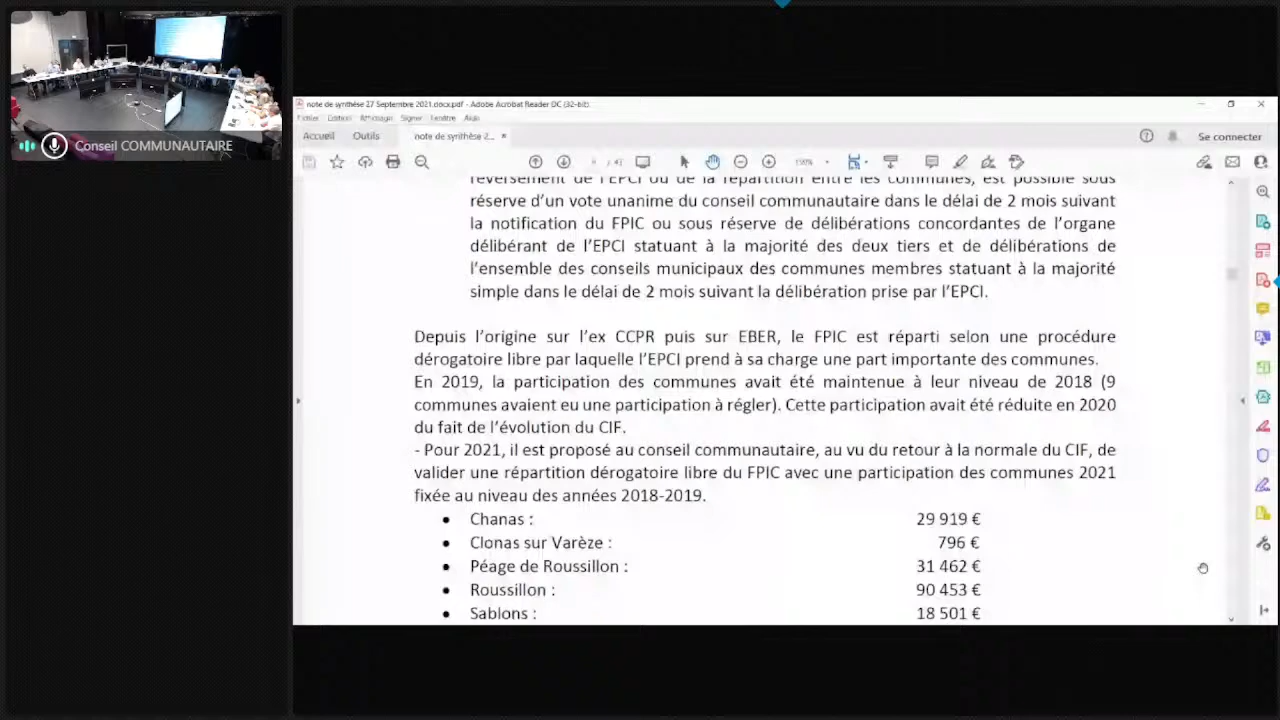 Conseil COMMUNAUTAIRE
note de synthèse 27 Septembre 2021.docx.pdf - Adobe Acrobat Reader DC (32-bit)
Fichier Edition Affichage Signer Fenêtre Aide
Accueil Outils note de synthèse 2... × Se connecter
/ 41 150%
reversement de l'EPCI ou de la répartition entre les communes, est possible sous
réserve d'un vote unanime du conseil communautaire dans le délai de 2 mois suivant
la notification du FPIC ou sous réserve de délibérations concordantes de l'organe
délibérant de l'EPCI statuant à la majorité des deux tiers et de délibérations de
l'ensemble des conseils municipaux des communes membres statuant à la majorité
simple dans le délai de 2 mois suivant la délibération prise par l'EPCI.
Depuis l'origine sur l'ex CCPR puis sur EBER, le FPIC est réparti selon une procédure
dérogatoire libre par laquelle l'EPCI prend à sa charge une part importante des communes.
En 2019, la participation des communes avait été maintenue à leur niveau de 2018 (9
communes avaient eu une participation à régler). Cette participation avait été réduite en 2020
du fait de l'évolution du CIF.
- Pour 2021, il est proposé au conseil communautaire, au vu du retour à la normale du CIF, de
valider une répartition dérogatoire libre du FPIC avec une participation des communes 2021
fixée au niveau des années 2018-2019.
• Chanas : 29 919 €
• Clonas sur Varèze : 796 €
• Péage de Roussillon : 31 462 €
• Roussillon : 90 453 €
• Sablons : 18 501 €